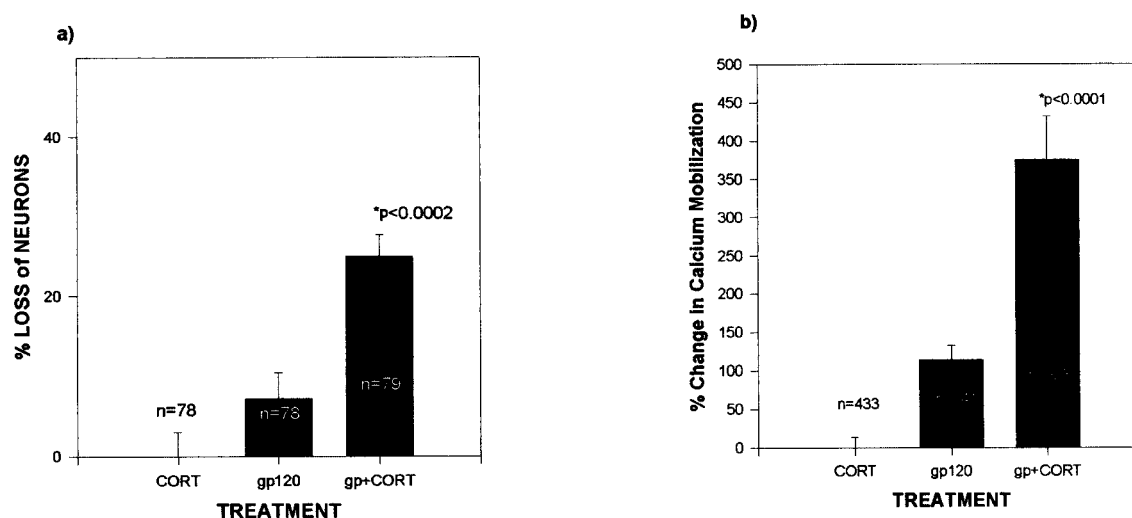 a)
% LOSS of NEURONS
40
20
0
*p<0.0002
n=78
n=78
n=79
CORT
gp120
gp+CORT
TREATMENT
b)
% Change in Calcium Mobilization
500
450
400
350
300
250
200
150
100
50
0
*p<0.0001
n=433
CORT
gp120
gp+CORT
TREATMENT